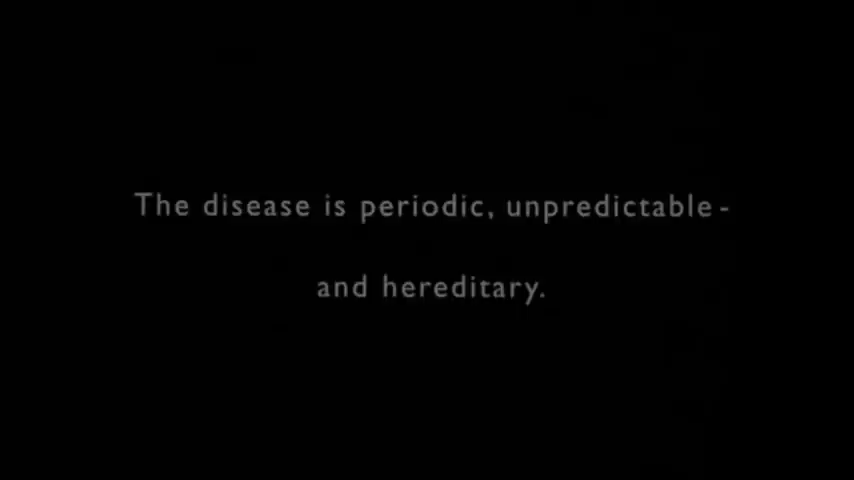 The disease is periodic, unpredictable -
and hereditary.